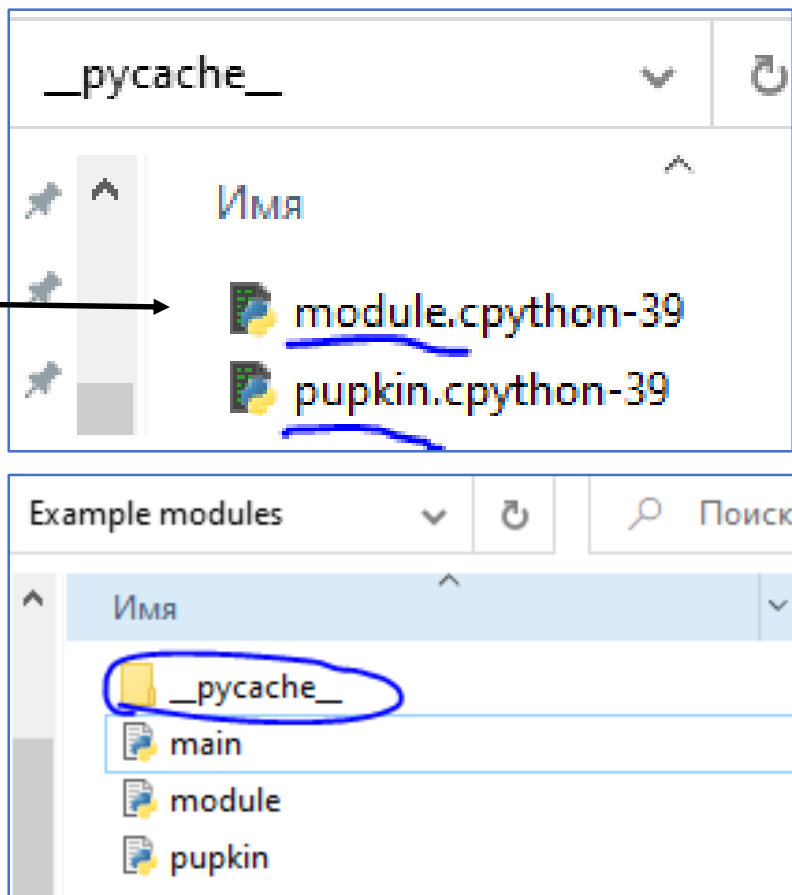 __pycache__
Имя
module.cpython-39
pupkin.cpython-39
Example modules
Поиск
Имя
__pycache__
main
module
pupkin